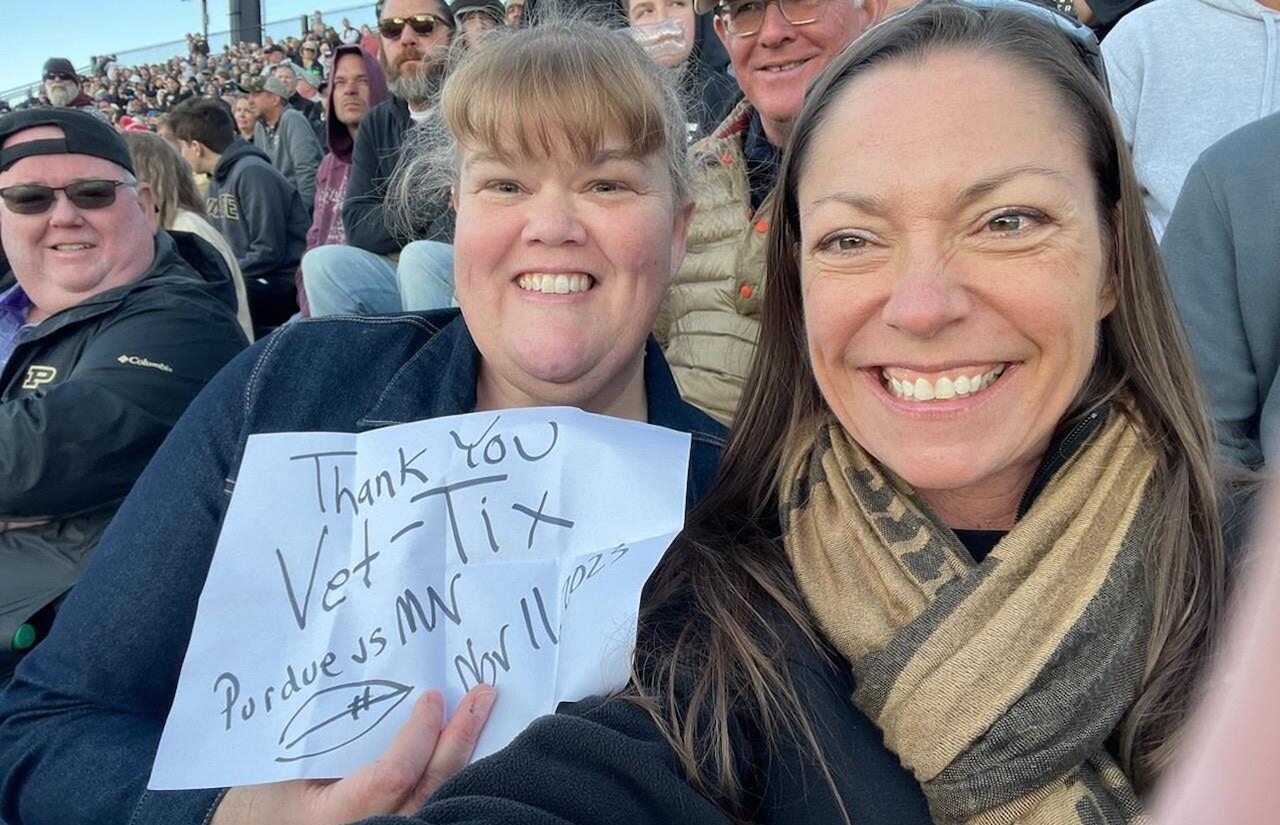 Thank You
Vet-Tix
Purdue vs MN
Nov 11 2023
Columbia
P